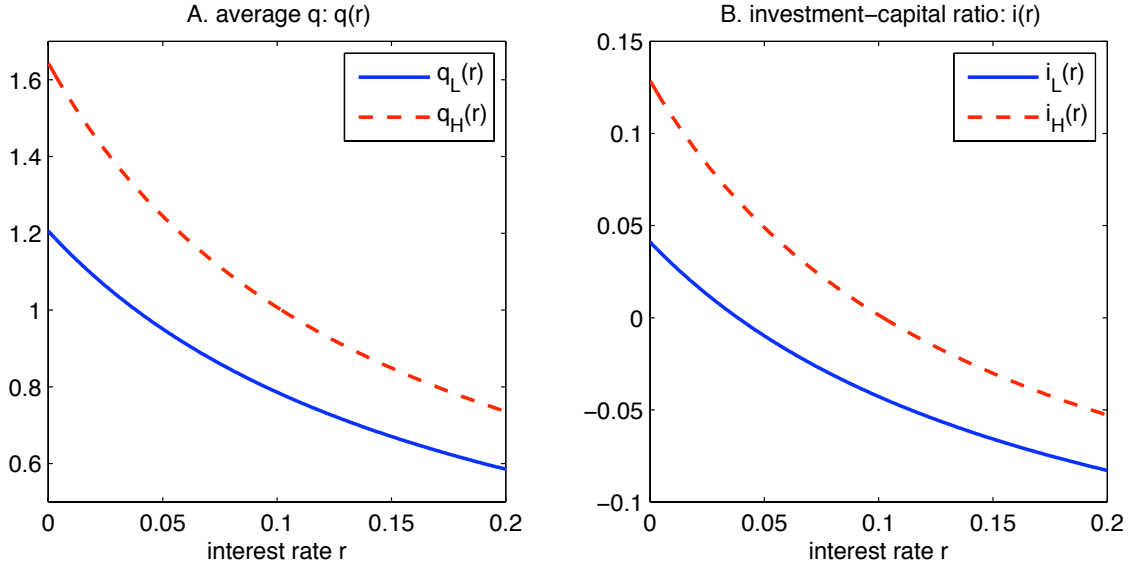 A. average q: q(r)
1.6
1.4
1.2
1
0.8
0.6
0
0.05
0.1
0.15
0.2
interest rate r
q_L(r)
q_H(r)
B. investment−capital ratio: i(r)
0.15
0.1
0.05
0
−0.05
−0.1
0
0.05
0.1
0.15
0.2
interest rate r
i_L(r)
i_H(r)